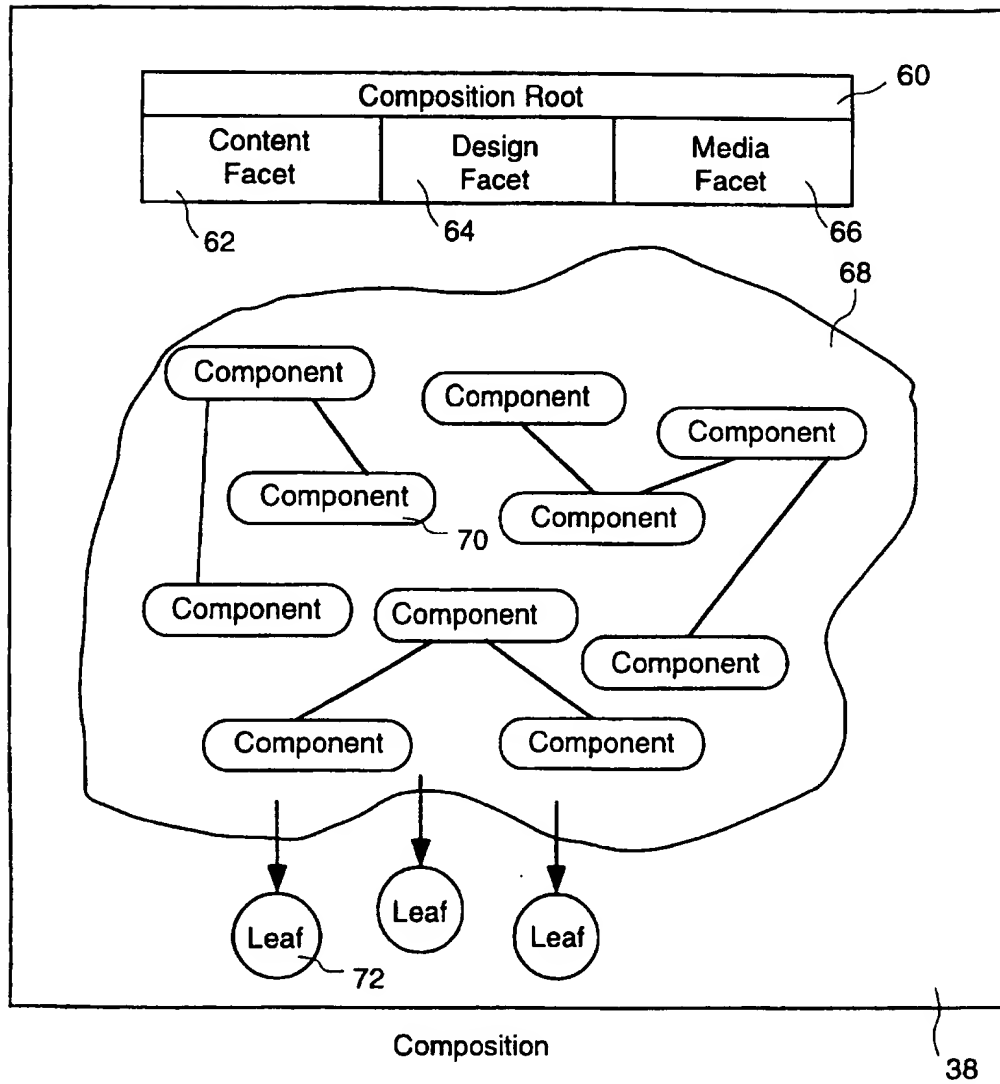 Composition Root
60
Content
Facet
Design
Facet
Media
Facet
62
64
66
68
Component
Component
Component
Component
70
Component
Component
Component
Component
Component
Component
Leaf
Leaf
Leaf
72
Composition
38